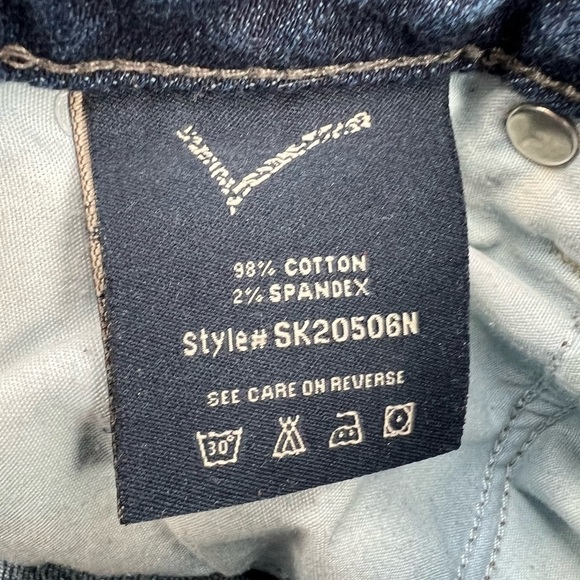 98% COTTON
2% SPANDEX
Style# SK20506N
SEE CARE ON REVERSE
30°